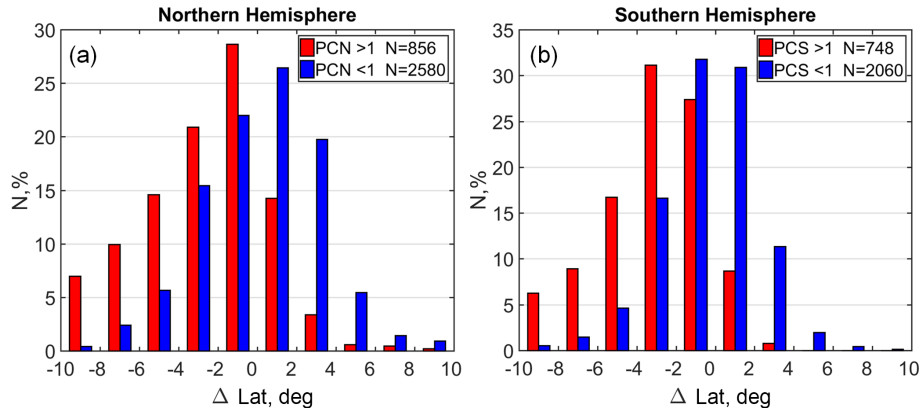 Northern Hemisphere
(a)
PCN >1 N=856
PCN <1 N=2580
N,%
30
25
20
15
10
5
0
-10 -8 -6 -4 -2 0 2 4 6 8 10
Δ Lat, deg
Southern Hemisphere
(b)
PCS >1 N=748
PCS <1 N=2060
N,%
35
30
25
20
15
10
5
0
-10 -8 -6 -4 -2 0 2 4 6 8 10
Δ Lat, deg